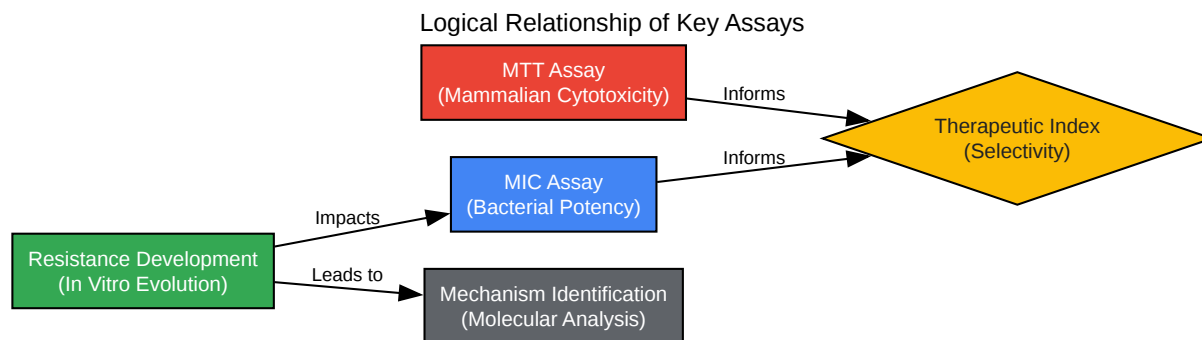 Logical Relationship of Key Assays
MTT Assay
(Mammalian Cytotoxicity)
Informs
Therapeutic Index
(Selectivity)
MIC Assay
(Bacterial Potency)
Informs
Impacts
Resistance Development
(In Vitro Evolution)
Leads to
Mechanism Identification
(Molecular Analysis)